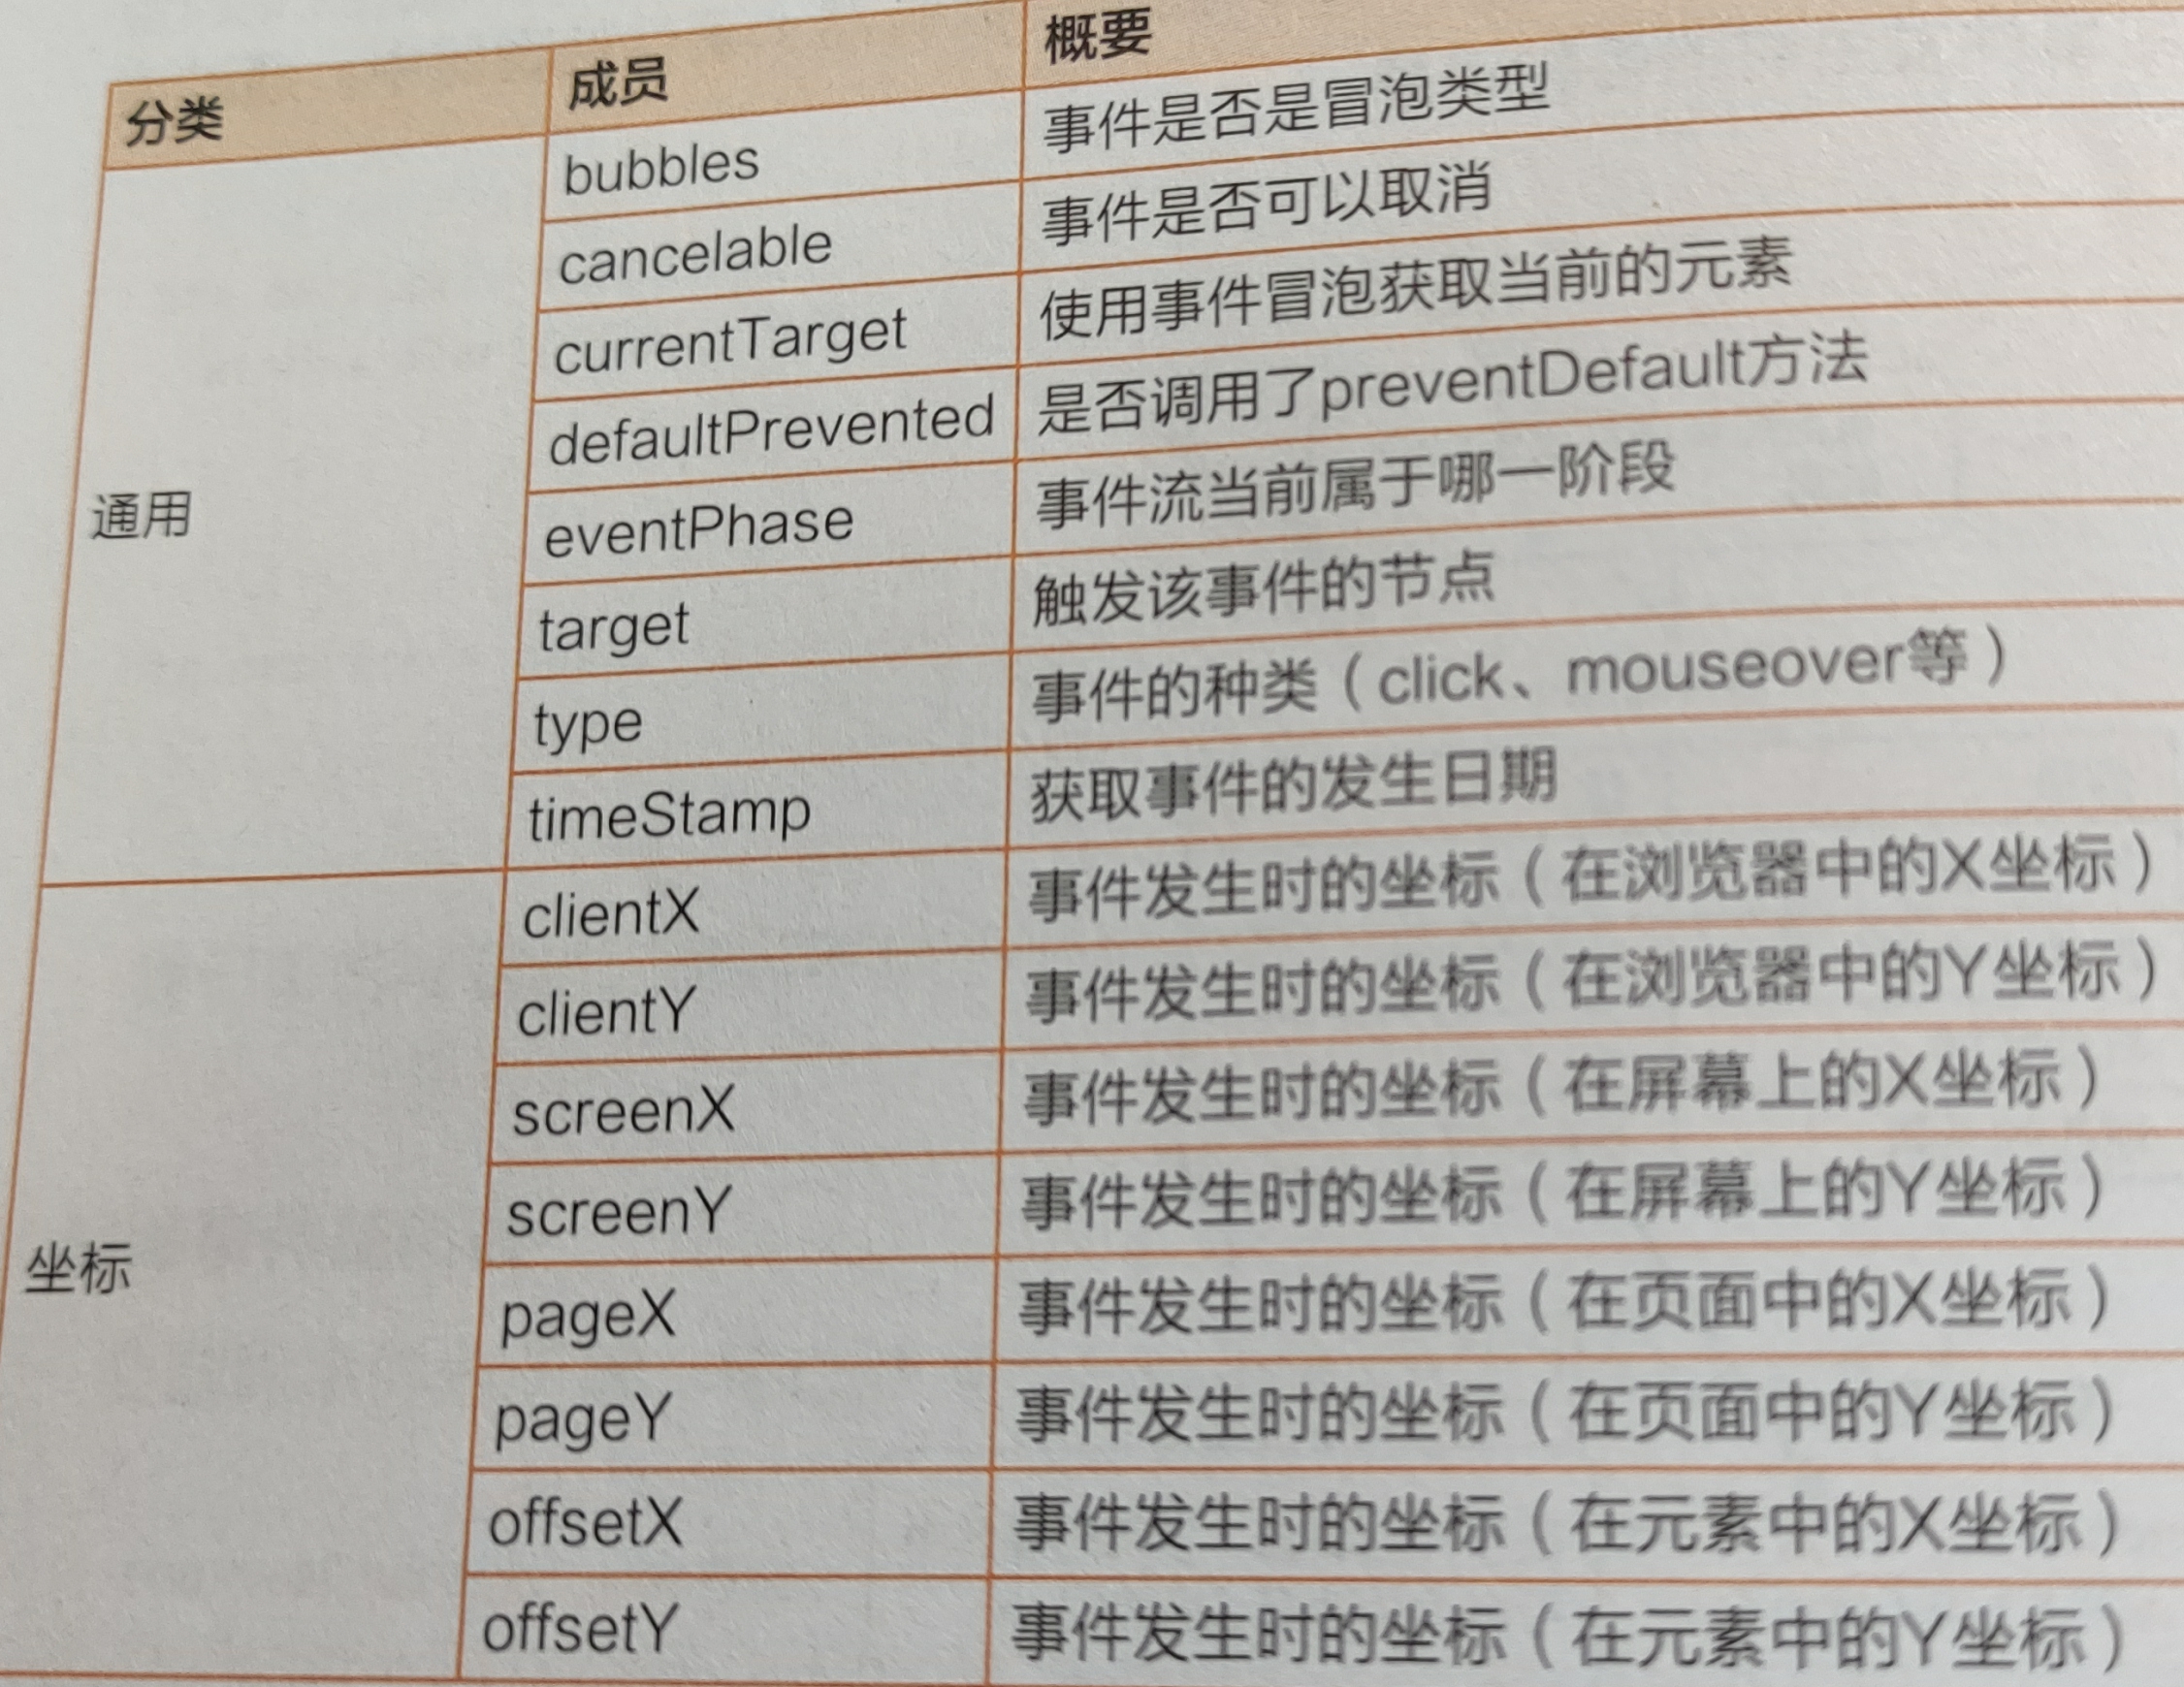 分类 成员 概要
通用
bubbles 事件是否是冒泡类型
cancelable 事件是否可以取消
currentTarget 使用事件冒泡获取当前的元素
defaultPrevented 是否调用了preventDefault方法
eventPhase 事件流当前属于哪一阶段
target 触发该事件的节点
type 事件的种类（click、mouseover等）
timeStamp 获取事件的发生日期
坐标
clientX 事件发生时的坐标（在浏览器中的X坐标）
clientY 事件发生时的坐标（在浏览器中的Y坐标）
screenX 事件发生时的坐标（在屏幕上的X坐标）
screenY 事件发生时的坐标（在屏幕上的Y坐标）
pageX 事件发生时的坐标（在页面中的X坐标）
pageY 事件发生时的坐标（在页面中的Y坐标）
offsetX 事件发生时的坐标（在元素中的X坐标）
offsetY 事件发生时的坐标（在元素中的Y坐标）